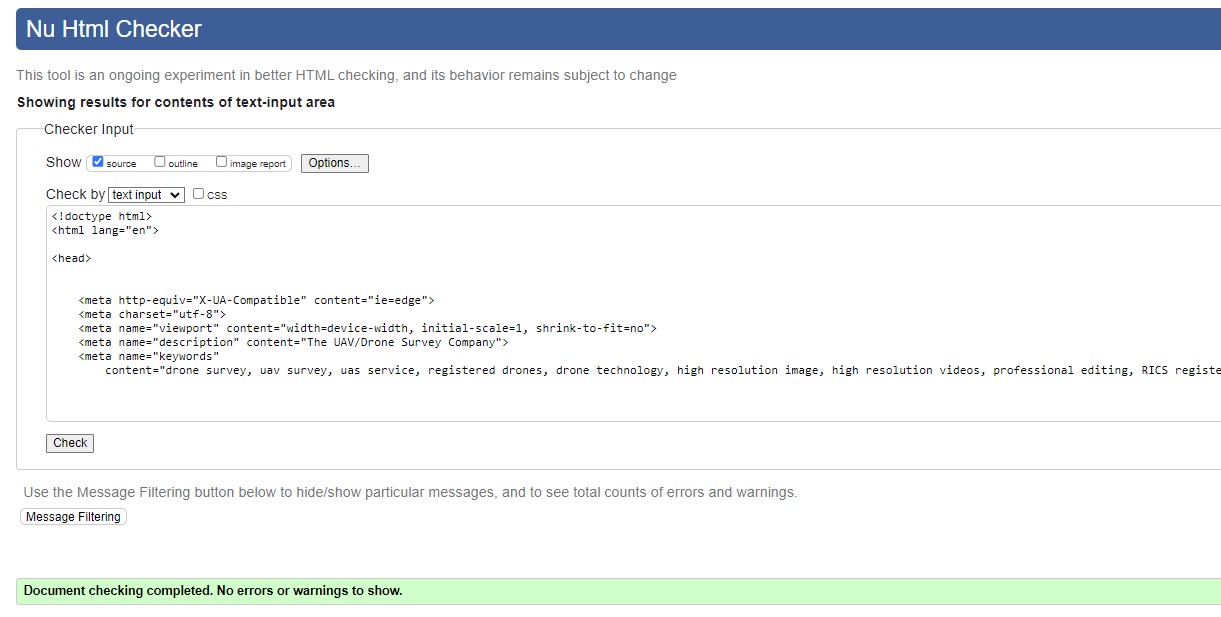 Nu Html Checker
This tool is an ongoing experiment in better HTML checking, and its behavior remains subject to change
Showing results for contents of text-input area
Checker Input
Show source outline image report Options...
Check by text input css
<!doctype html>
<html lang="en">
<head>
<meta http-equiv="X-UA-Compatible" content="ie=edge">
<meta charset="utf-8">
<meta name="viewport" content="width=device-width, initial-scale=1, shrink-to-fit=no">
<meta name="description" content="The UAV/Drone Survey Company">
<meta name="keywords"
content="drone survey, uav survey, uas service, registered drones, drone technology, high resolution image, high resolution videos, professional editing, RICS registe
Check
Use the Message Filtering button below to hide/show particular messages, and to see total counts of errors and warnings.
Message Filtering
Document checking completed. No errors or warnings to show.